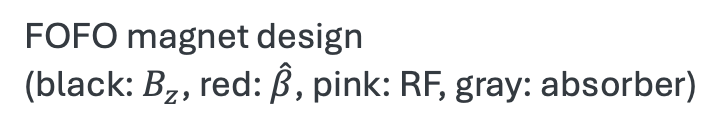 FOFO magnet design
(black: B_z, red: β̂, pink: RF, gray: absorber)